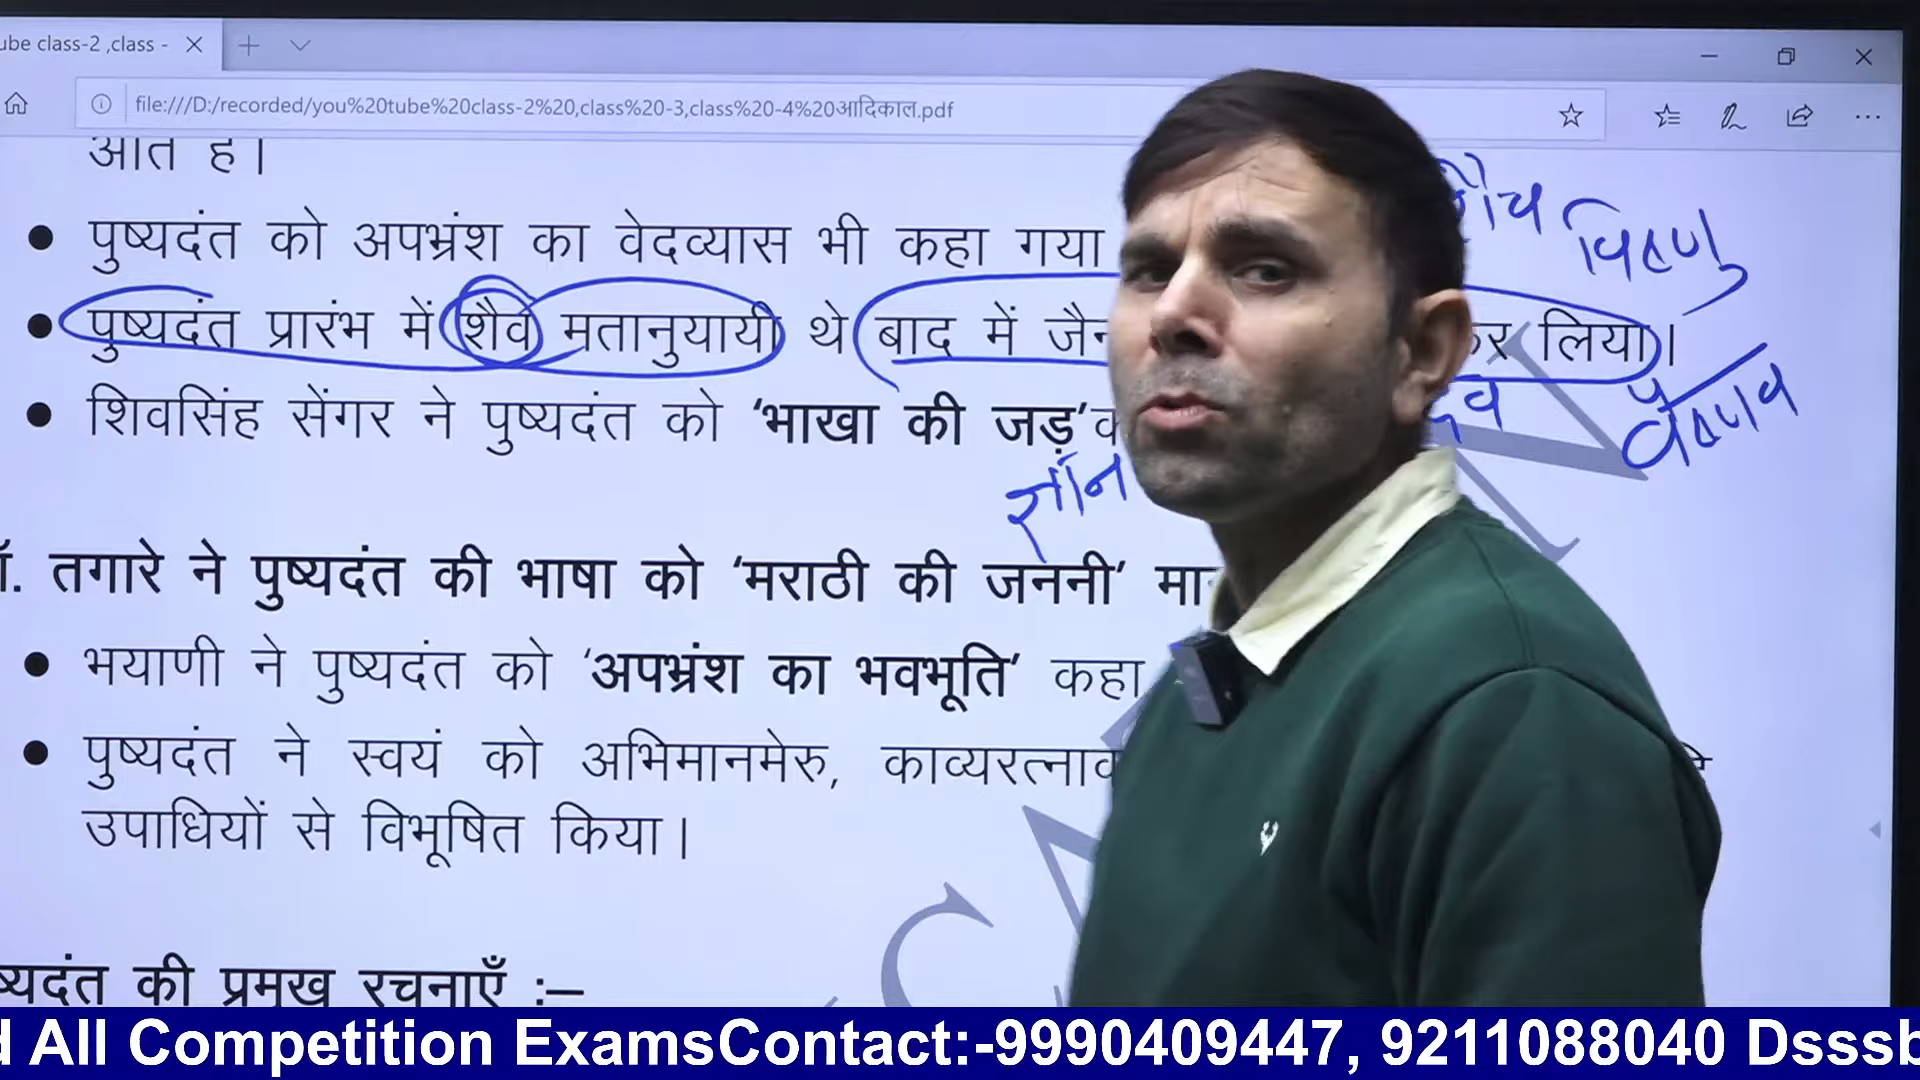 ube class-2 ,class -
file:///D:/recorded/you%20tube%20class-2%20,class%20-3,class%20-4%20आदिकाल.pdf
पुष्यदंत को अपभ्रंश का वेदव्यास भी कहा गया
विष्णु
पुष्यदंत प्रारंभ में शैव मतानुयायी थे बाद में जैन कर लिया।
वैष्णव
शिवसिंह सेंगर ने पुष्यदंत को ‘भाखा की जड़’
डॉ. तगारे ने पुष्यदंत की भाषा को ‘मराठी की जननी’
भयाणी ने पुष्यदंत को ‘अपभ्रंश का भवभूति’ कहा
पुष्यदंत ने स्वयं को अभिमानमेरु,
उपाधियों से विभूषित किया।
ष्यदंत की प्रमुख रचनाएँ :–
d All Competition ExamsContact:-9990409447, 9211088040 Dsssb